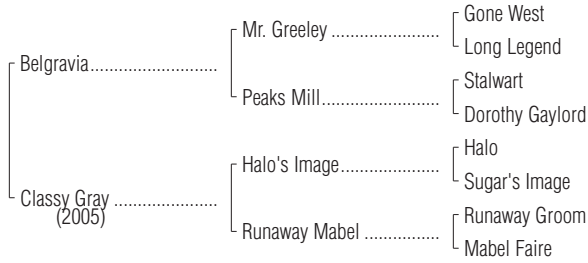 Gone West
Mr. Greeley ....................
Long Legend
Belgravia........................
Stalwart
Peaks Mill......................
Dorothy Gaylord
Halo
Halo's Image..................
Sugar's Image
Classy Gray ...................
(2005)
Runaway Groom
Runaway Mabel ..............
Mabel Faire